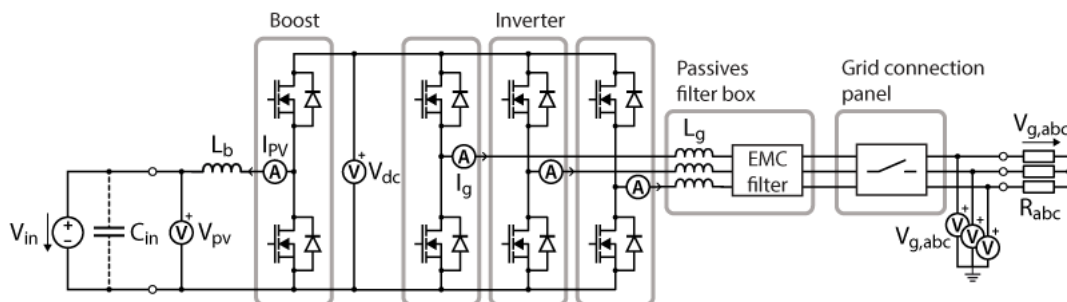 Boost
Inverter
Passives
filter box
Grid connection
panel
L_b
I_PV
A
V_dc
V
+
A
I_g
A
A
L_g
EMC
filter
V_g,abc
R_abc
V_in
+
−
C_in
V
+
V_pv
V_g,abc
V
+
V
+
V
+